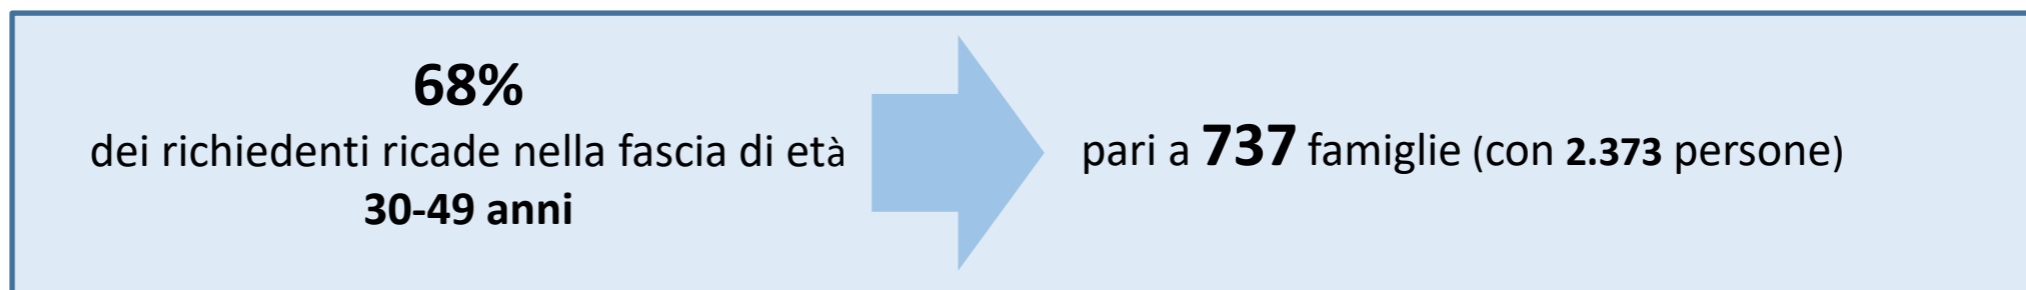 68%
dei richiedenti ricade nella fascia di età
30-49 anni
pari a 737 famiglie (con 2.373 persone)